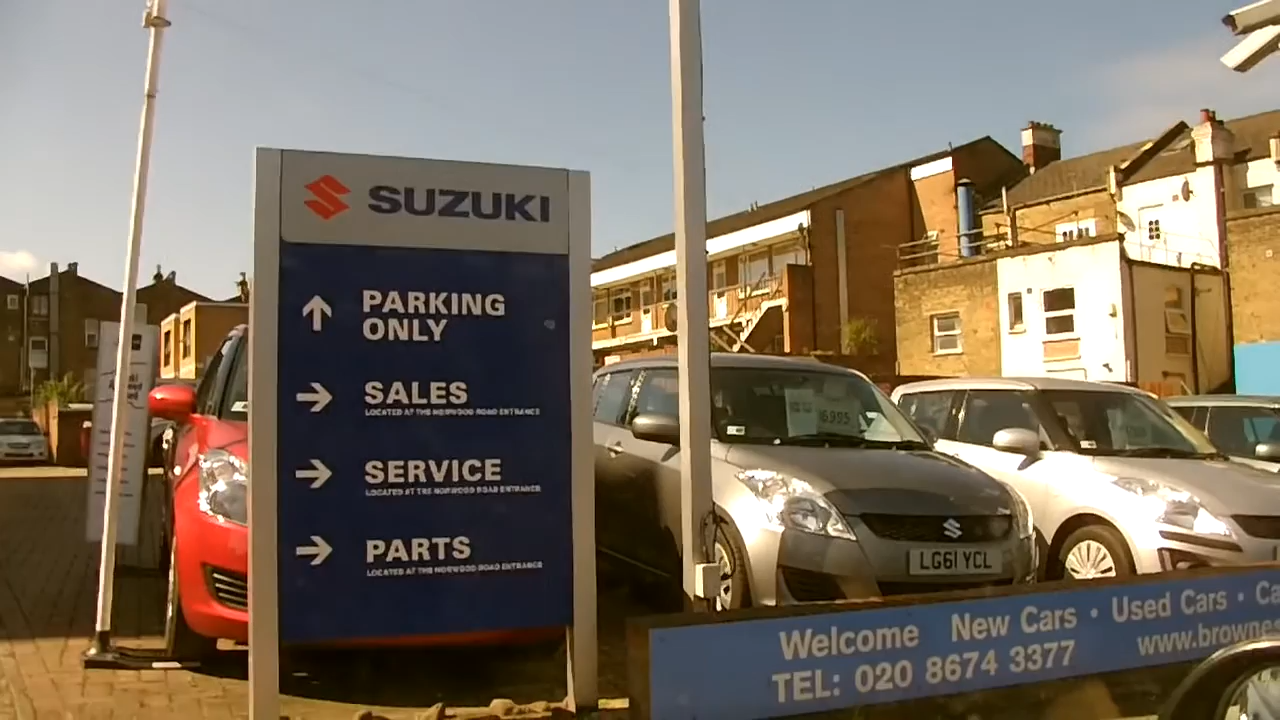 SUZUKI
PARKING
ONLY
SALES
LOCATED AT THE NORWOOD ROAD ENTRANCE
SERVICE
LOCATED AT THE NORWOOD ROAD ENTRANCE
PARTS
LOCATED AT THE NORWOOD ROAD ENTRANCE
6995
LG61 YCL
Welcome New Cars · Used Cars · Ca
TEL: 020 8674 3377
www.brownes